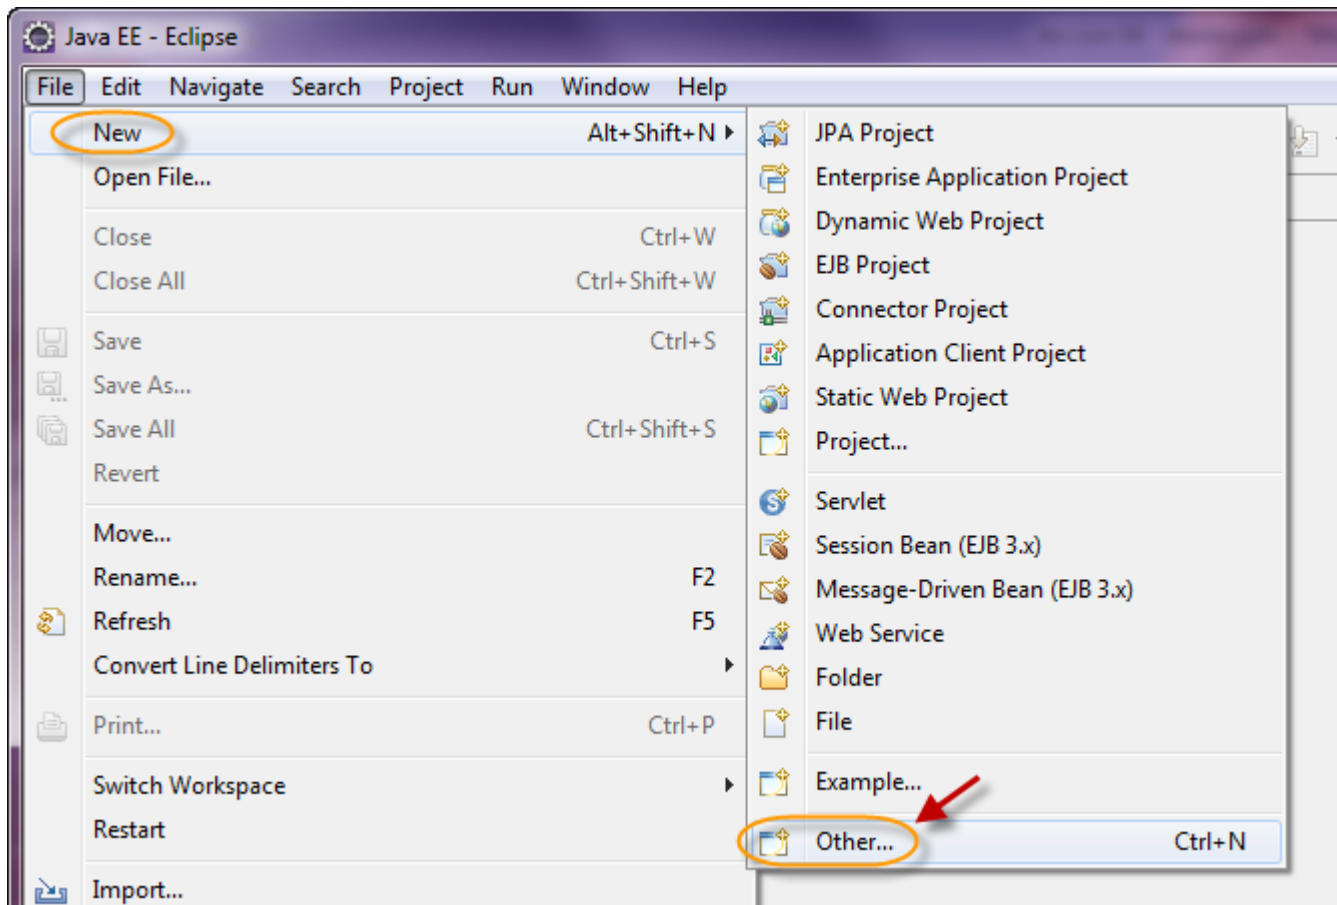 Java EE - Eclipse
File Edit Navigate Search Project Run Window Help
New Alt+Shift+N
Open File...
Close Ctrl+W
Close All Ctrl+Shift+W
Save Ctrl+S
Save As...
Save All Ctrl+Shift+S
Revert
Move...
Rename... F2
Refresh F5
Convert Line Delimiters To
Print... Ctrl+P
Switch Workspace
Restart
Import...
JPA Project
Enterprise Application Project
Dynamic Web Project
EJB Project
Connector Project
Application Client Project
Static Web Project
Project...
Servlet
Session Bean (EJB 3.x)
Message-Driven Bean (EJB 3.x)
Web Service
Folder
File
Example...
Other... Ctrl+N